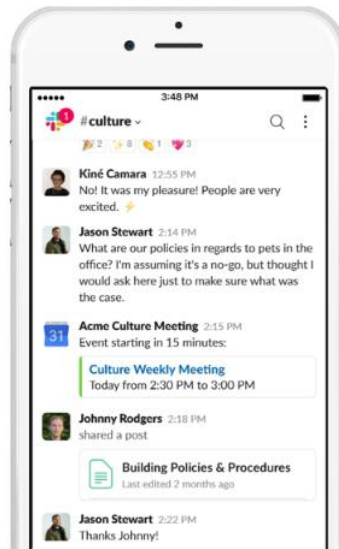 3:48 PM
1
#culture
2 8 1 3
Kiné Camara 12:55 PM
No! It was my pleasure! People are very
excited. ⚡
Jason Stewart 2:14 PM
What are our policies in regards to pets in the
office? I'm assuming it's a no-go, but thought I
would ask here just to make sure what was
the case.
31
Acme Culture Meeting 2:15 PM
Event starting in 15 minutes:
Culture Weekly Meeting
Today from 2:30 PM to 3:00 PM
Johnny Rodgers 2:18 PM
shared a post
Building Policies & Procedures
Last edited 2 months ago
Jason Stewart 2:22 PM
Thanks Johnny!